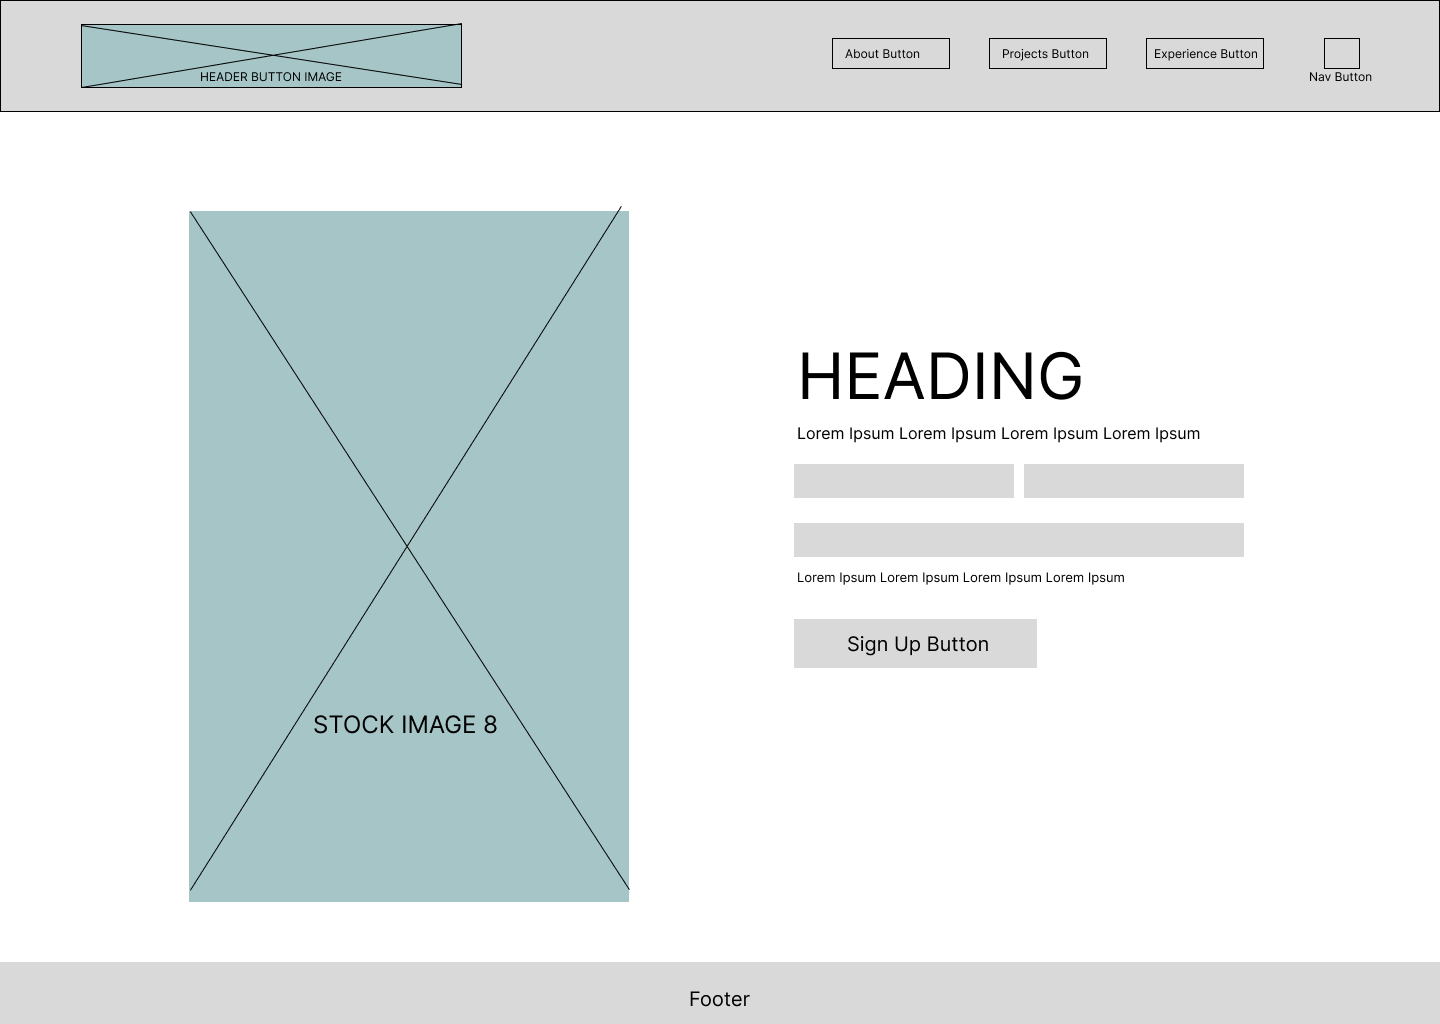 HEADER BUTTON IMAGE
About Button
Projects Button
Experience Button
Nav Button
STOCK IMAGE 8
HEADING
Lorem Ipsum Lorem Ipsum Lorem Ipsum Lorem Ipsum
Lorem Ipsum Lorem Ipsum Lorem Ipsum Lorem Ipsum
Sign Up Button
Footer